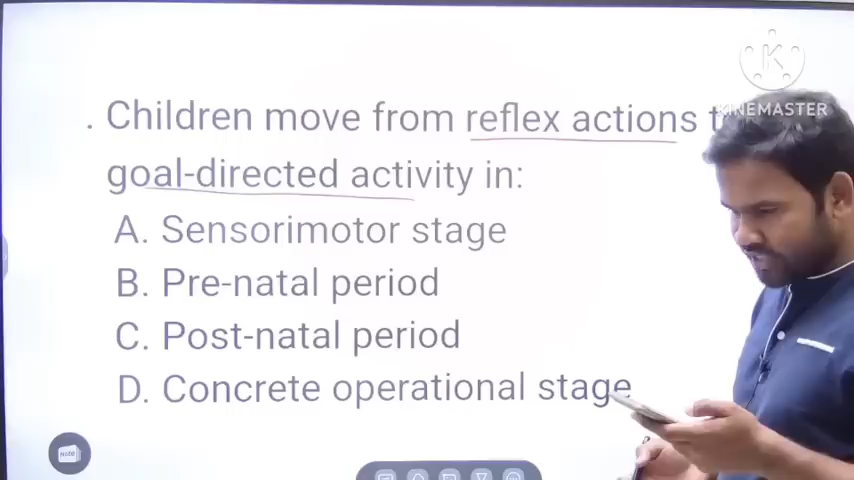 . Children move from reflex actions
goal-directed activity in:
A. Sensorimotor stage
B. Pre-natal period
C. Post-natal period
D. Concrete operational stage
KINEMASTER
Note